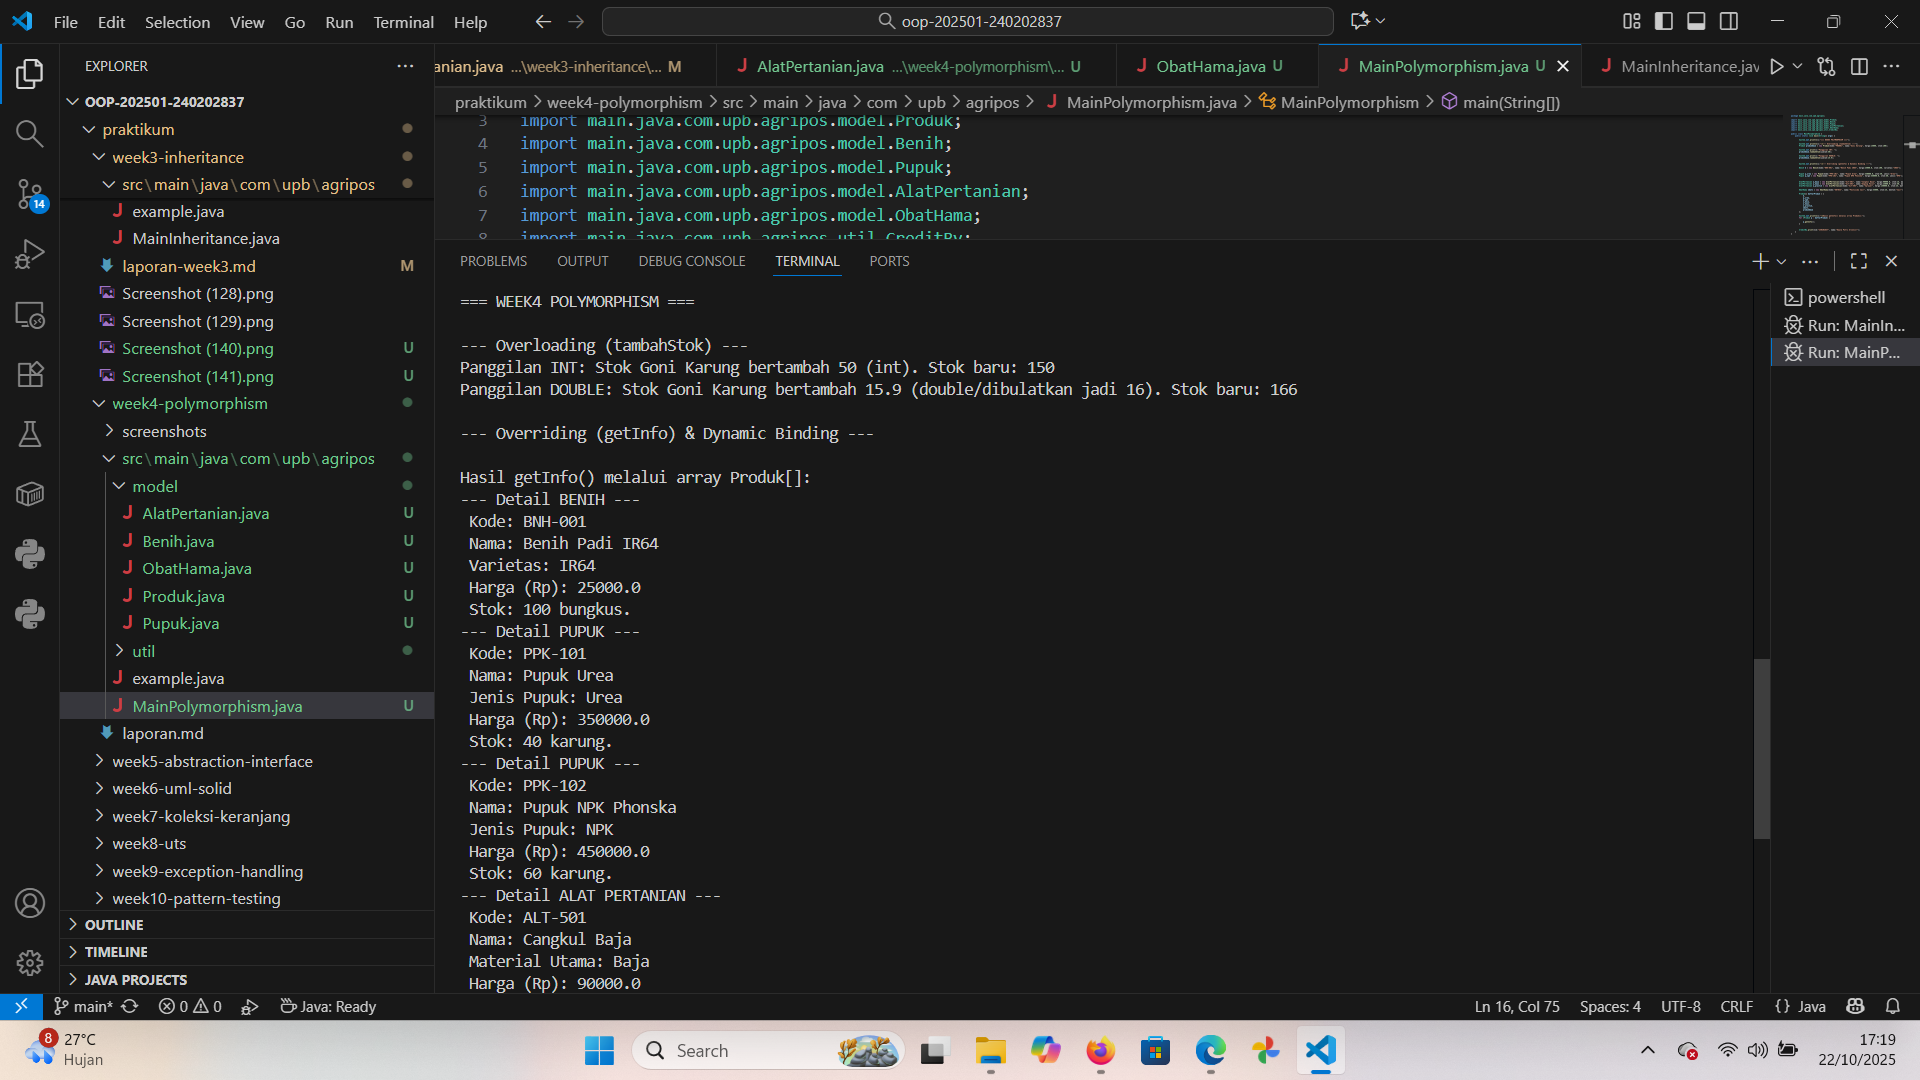 File Edit Selection View Go Run Terminal Help
oop-202501-240202837
EXPLORER
OOP-202501-240202837
praktikum
week3-inheritance
src\main\java\com\upb\agripos
example.java
MainInheritance.java
laporan-week3.md M
Screenshot (128).png
Screenshot (129).png
Screenshot (140).png U
Screenshot (141).png U
week4-polymorphism
screenshots
src\main\java\com\upb\agripos
model
AlatPertanian.java U
Benih.java U
ObatHama.java U
Produk.java U
Pupuk.java U
util
example.java
MainPolymorphism.java U
laporan.md
week5-abstraction-interface
week6-uml-solid
week7-koleksi-keranjang
week8-uts
week9-exception-handling
week10-pattern-testing
OUTLINE
TIMELINE
JAVA PROJECTS
14
anian.java ...\week3-inheritance\... M
AlatPertanian.java ...\week4-polymorphism\... U
ObatHama.java U
MainPolymorphism.java U
MainInheritance.jav
praktikum > week4-polymorphism > src > main > java > com > upb > agripos > MainPolymorphism.java > MainPolymorphism > main(String[])
3 import main.java.com.upb.agripos.model.Produk;
4 import main.java.com.upb.agripos.model.Benih;
5 import main.java.com.upb.agripos.model.Pupuk;
6 import main.java.com.upb.agripos.model.AlatPertanian;
7 import main.java.com.upb.agripos.model.ObatHama;
8 import main.java.com.upb.agripos.util.CreditBy;
PROBLEMS OUTPUT DEBUG CONSOLE TERMINAL PORTS
=== WEEK4 POLYMORPHISM ===
--- Overloading (tambahStok) ---
Panggilan INT: Stok Goni Karung bertambah 50 (int). Stok baru: 150
Panggilan DOUBLE: Stok Goni Karung bertambah 15.9 (double/dibulatkan jadi 16). Stok baru: 166
--- Overriding (getInfo) & Dynamic Binding ---
Hasil getInfo() melalui array Produk[]:
--- Detail BENIH ---
Kode: BNH-001
Nama: Benih Padi IR64
Varietas: IR64
Harga (Rp): 25000.0
Stok: 100 bungkus.
--- Detail PUPUK ---
Kode: PPK-101
Nama: Pupuk Urea
Jenis Pupuk: Urea
Harga (Rp): 350000.0
Stok: 40 karung.
--- Detail PUPUK ---
Kode: PPK-102
Nama: Pupuk NPK Phonska
Jenis Pupuk: NPK
Harga (Rp): 450000.0
Stok: 60 karung.
--- Detail ALAT PERTANIAN ---
Kode: ALT-501
Nama: Cangkul Baja
Material Utama: Baja
Harga (Rp): 90000.0
powershell
Run: MainIn...
Run: MainP...
main* 0 0 Java: Ready
Ln 16, Col 75 Spaces: 4 UTF-8 CRLF {} Java
8
27°C
Hujan
Search
17:19
22/10/2025